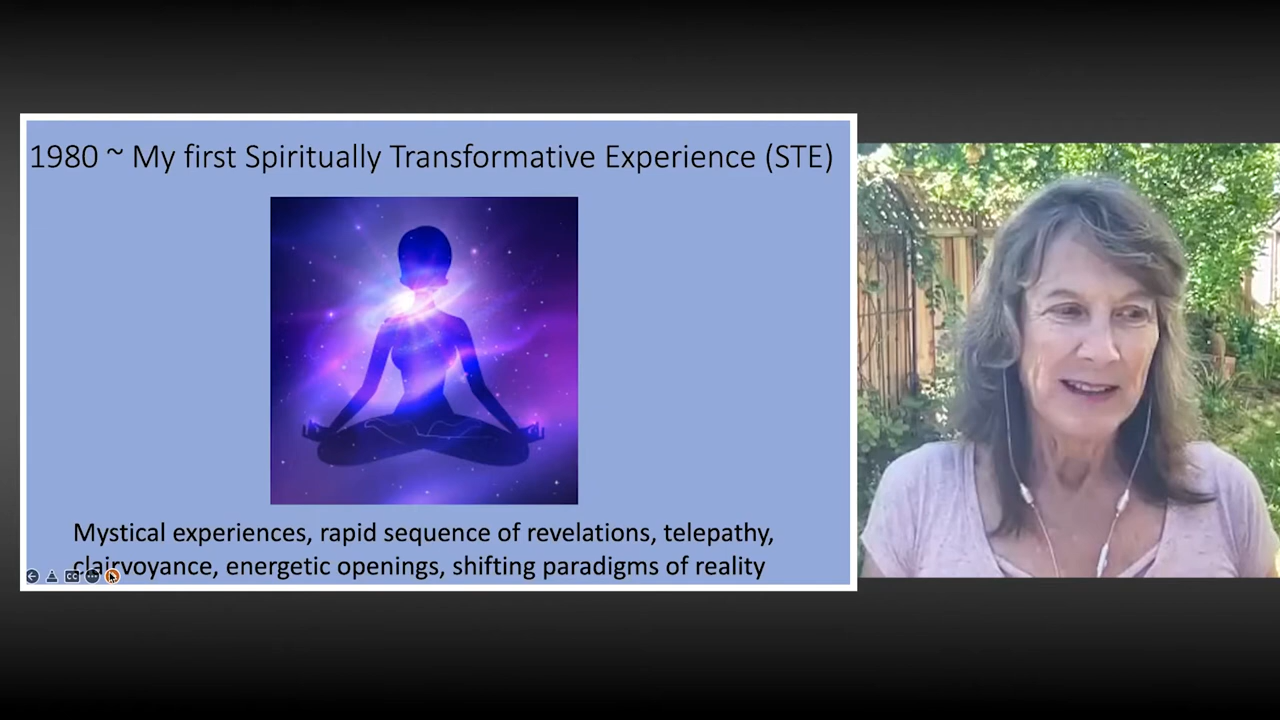 1980 ~ My first Spiritually Transformative Experience (STE)
Mystical experiences, rapid sequence of revelations, telepathy,
clairvoyance, energetic openings, shifting paradigms of reality
CC